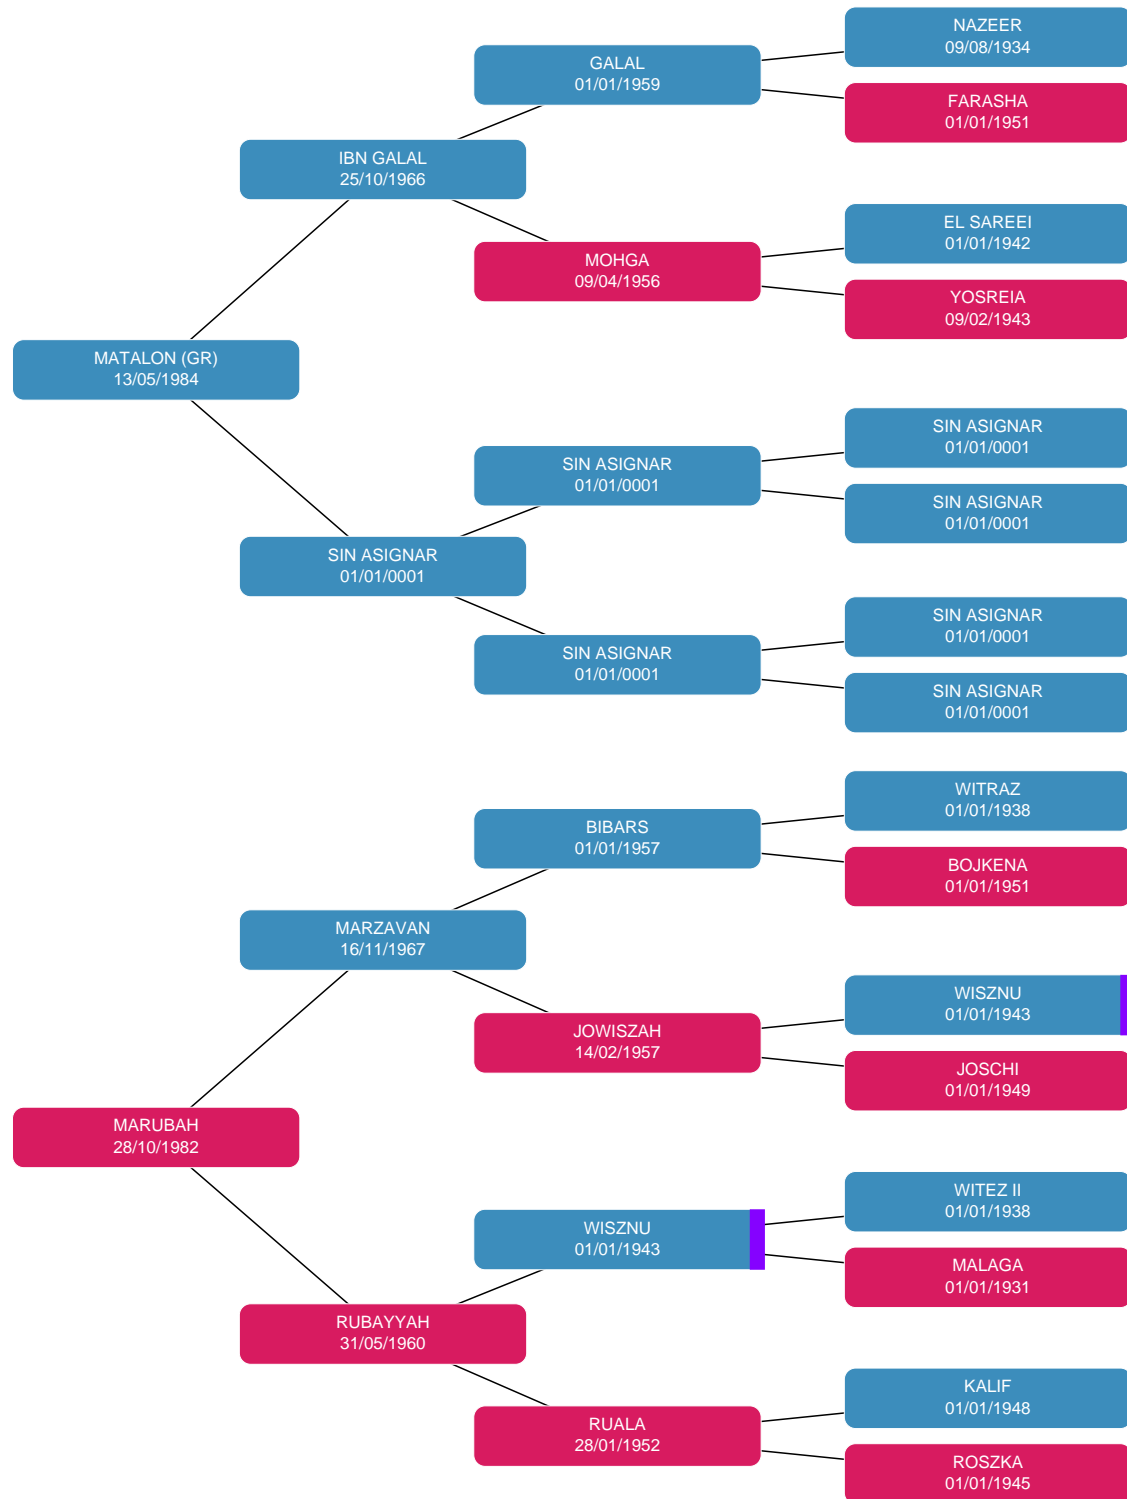 NAZEER
09/08/1934
GALAL
01/01/1959
FARASHA
01/01/1951
IBN GALAL
25/10/1966
EL SAREEI
01/01/1942
MOHGA
09/04/1956
YOSREIA
09/02/1943
MATALON (GR)
13/05/1984
SIN ASIGNAR
01/01/0001
SIN ASIGNAR
01/01/0001
SIN ASIGNAR
01/01/0001
SIN ASIGNAR
01/01/0001
SIN ASIGNAR
01/01/0001
SIN ASIGNAR
01/01/0001
SIN ASIGNAR
01/01/0001
WITRAZ
01/01/1938
BIBARS
01/01/1957
BOJKENA
01/01/1951
MARZAVAN
16/11/1967
WISZNU
01/01/1943
JOWISZAH
14/02/1957
JOSCHI
01/01/1949
MARUBAH
28/10/1982
WITEZ II
01/01/1938
WISZNU
01/01/1943
MALAGA
01/01/1931
RUBAYYAH
31/05/1960
KALIF
01/01/1948
RUALA
28/01/1952
ROSZKA
01/01/1945